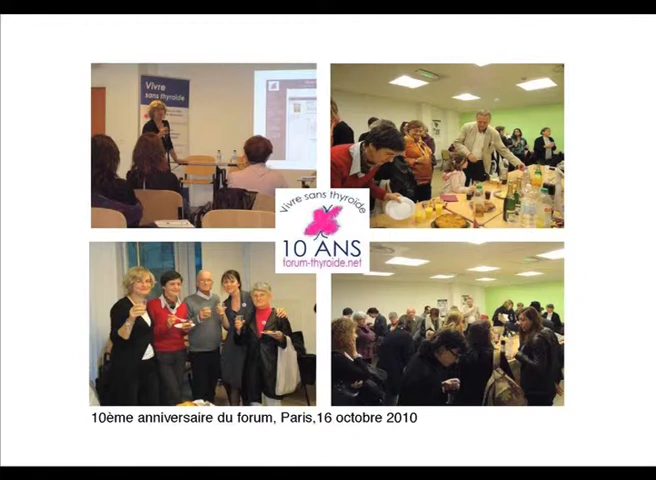 Vivre
sans thyroïde
Vivre sans thyroïde
10 ANS
forum-thyroide.net
10ème anniversaire du forum, Paris,16 octobre 2010